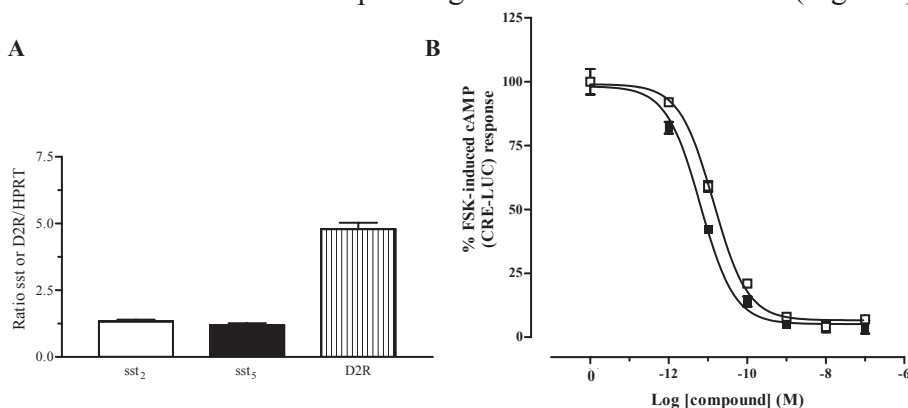 A
B
Ratio sst or D2R/HPRT
7.5
5.0
2.5
0.0
sst₂
sst₅
D2R
% FSK-induced cAMP
(CRE-LUC) response
125
100
75
50
25
0
0
-12
-10
-8
-6
Log [compound] (M)